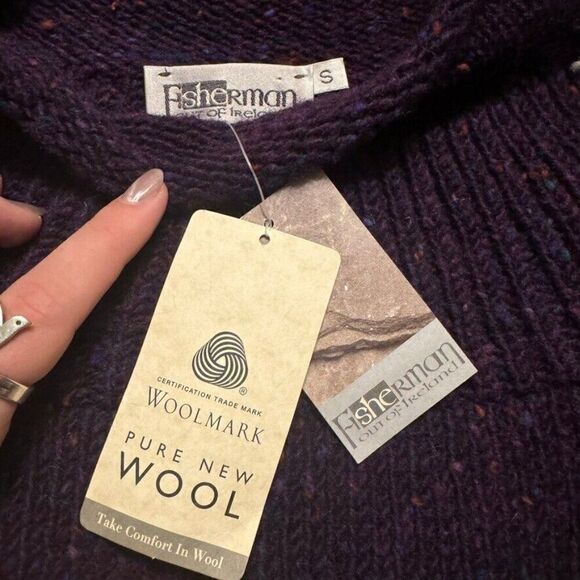 Fisherman
out of Ireland
S
CERTIFICATION TRADE MARK
®
WOOLMARK
PURE NEW
WOOL
Take Comfort In Wool
Fisherman
out of Ireland